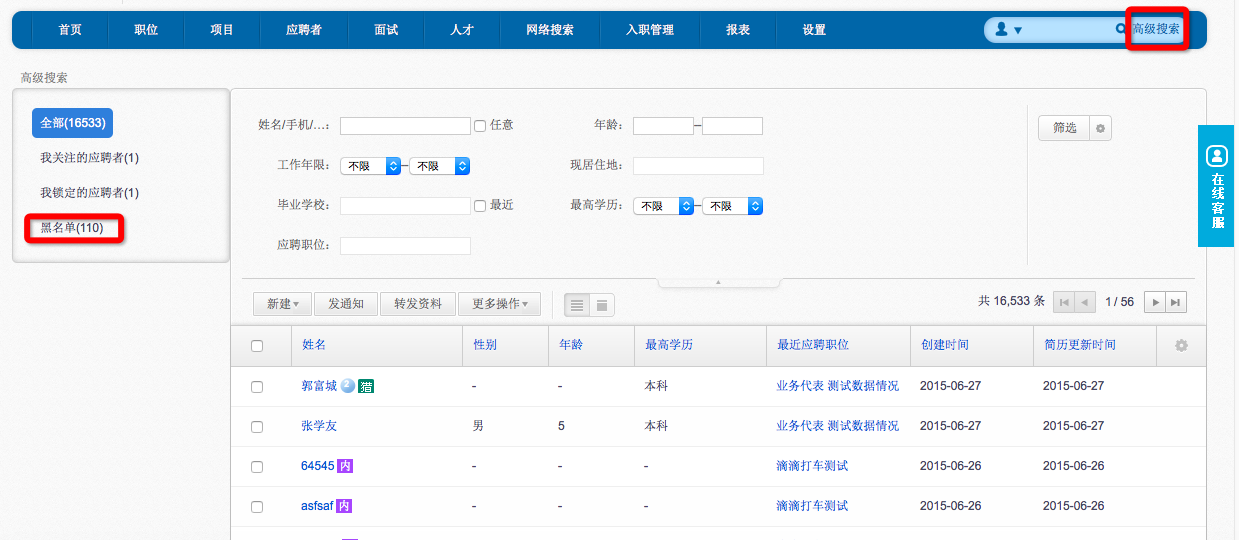 首页 职位 项目 应聘者 面试 人才 网络搜索 入职管理 报表 设置 高级搜索
高级搜索
全部(16533)
我关注的应聘者(1)
我锁定的应聘者(1)
黑名单(110)
姓名/手机/...： 任意 年龄： –
工作年限： 不限 – 不限 现居住地：
毕业学校： 最近 最高学历： 不限 – 不限
应聘职位：
筛选
在线客服
新建 发通知 转发资料 更多操作 共 16,533 条 1 / 56
姓名 性别 年龄 最高学历 最近应聘职位 创建时间 简历更新时间
郭富城 2 猎 - - 本科 业务代表 测试数据情况 2015-06-27 2015-06-27
张学友 男 5 本科 业务代表 测试数据情况 2015-06-27 2015-06-27
64545 内 - - - 滴滴打车测试 2015-06-26 2015-06-26
asfsaf 内 - - - 滴滴打车测试 2015-06-26 2015-06-26